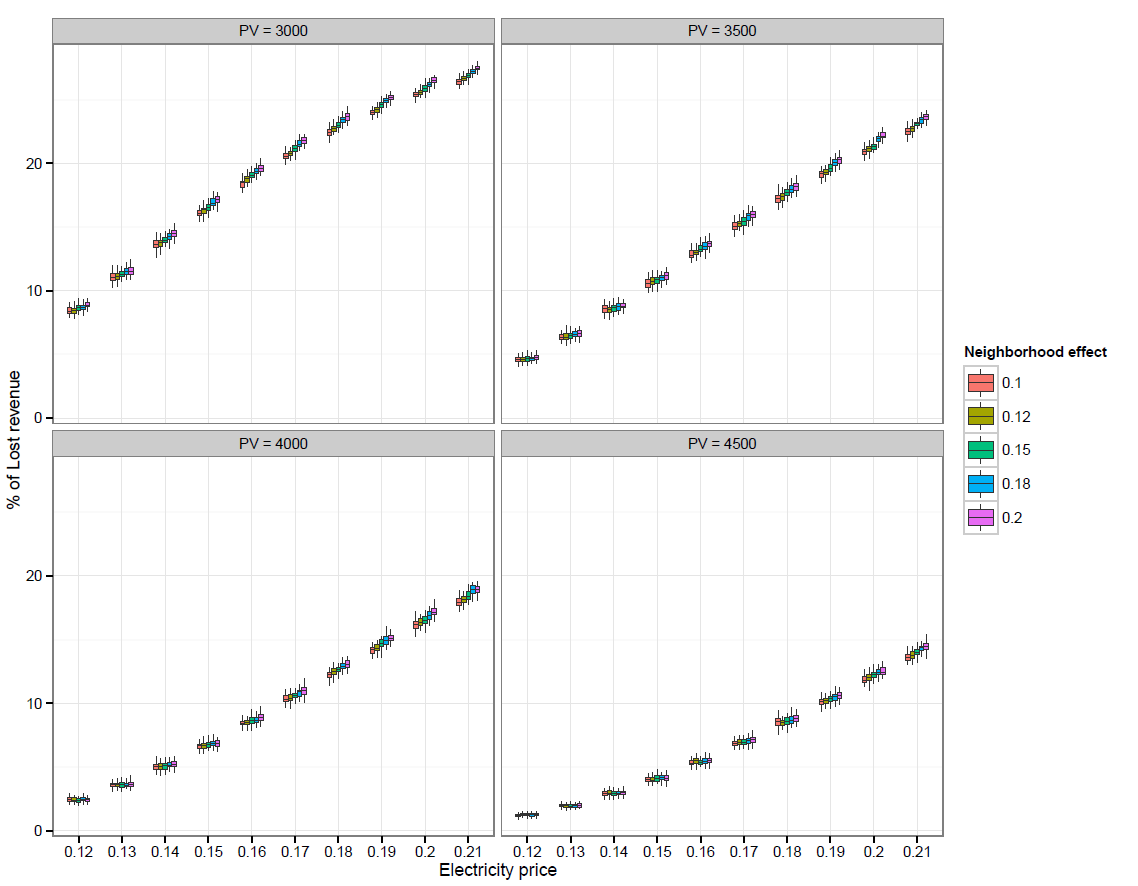 PV = 3000
PV = 3500
20
10
0
PV = 4000
PV = 4500
20
10
0
0.12 0.13 0.14 0.15 0.16 0.17 0.18 0.19 0.2 0.21
0.12 0.13 0.14 0.15 0.16 0.17 0.18 0.19 0.2 0.21
Electricity price
% of Lost revenue
Neighborhood effect
0.1
0.12
0.15
0.18
0.2